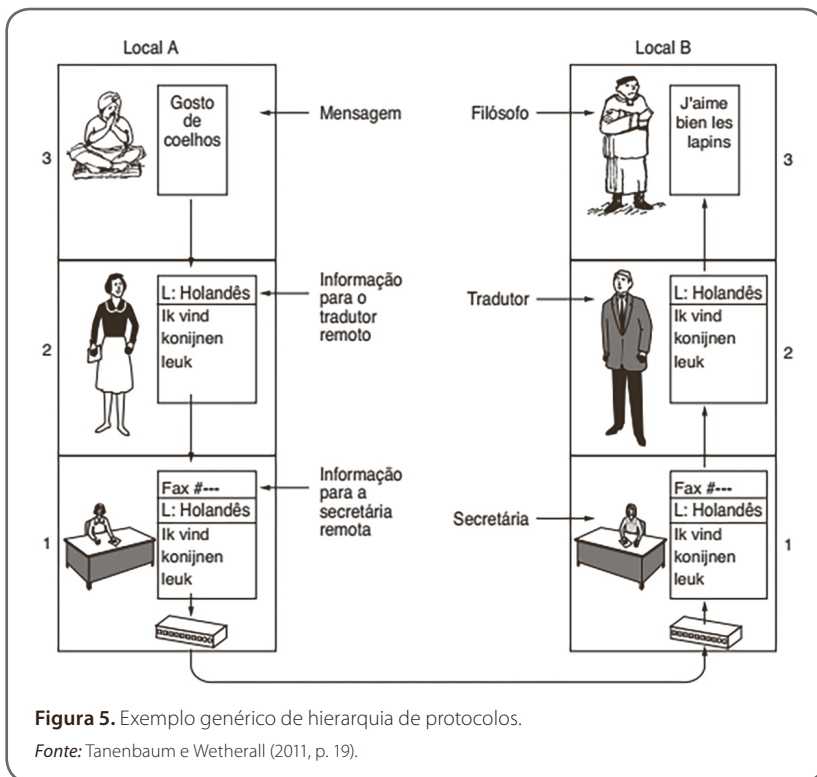 Local A
Local B
Gosto
de
coelhos
Mensagem
Filósofo
J'aime
bien les
lapins
3
3
L: Holandês
Ik vind
konijnen
leuk
Informação
para o
tradutor
remoto
Tradutor
L: Holandês
Ik vind
konijnen
leuk
2
2
Fax #---
L: Holandês
Ik vind
konijnen
leuk
Informação
para a
secretária
remota
Secretária
Fax #---
L: Holandês
Ik vind
konijnen
leuk
1
1
Figura 5. Exemplo genérico de hierarquia de protocolos.
Fonte: Tanenbaum e Wetherall (2011, p. 19).